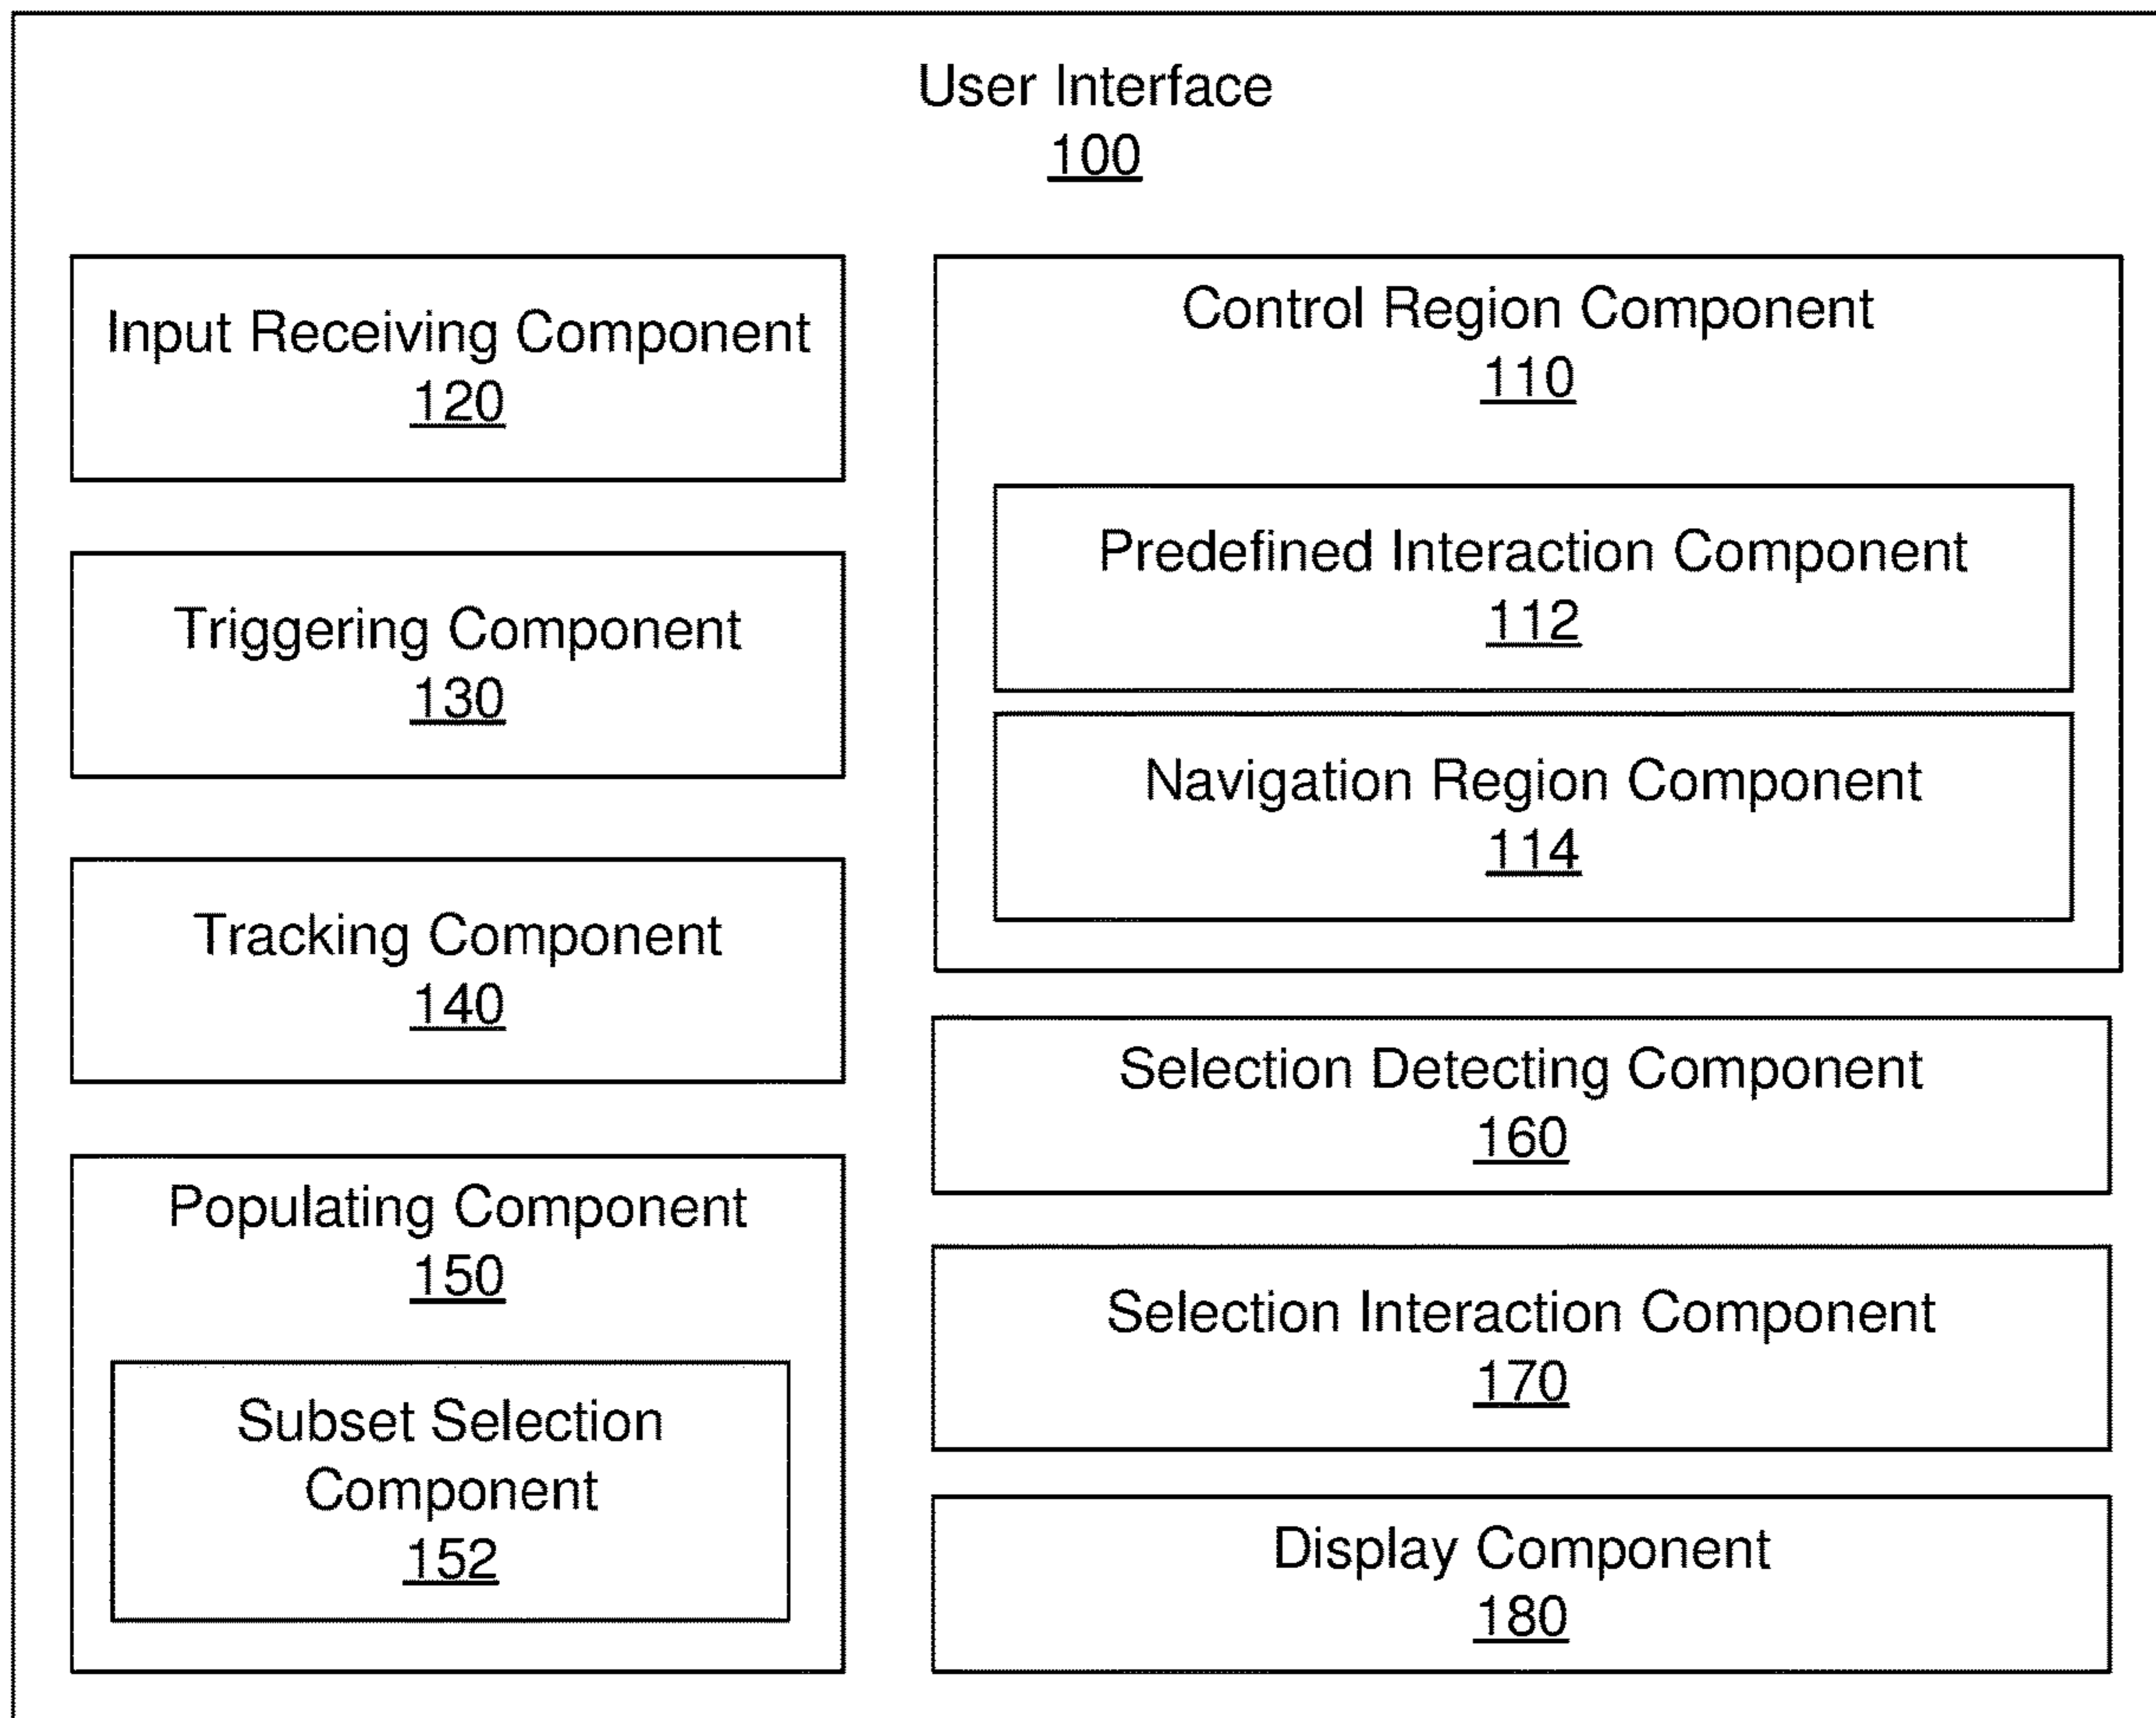 User Interface
100
Input Receiving Component
120
Triggering Component
130
Tracking Component
140
Populating Component
150
Subset Selection
Component
152
Control Region Component
110
Predefined Interaction Component
112
Navigation Region Component
114
Selection Detecting Component
160
Selection Interaction Component
170
Display Component
180